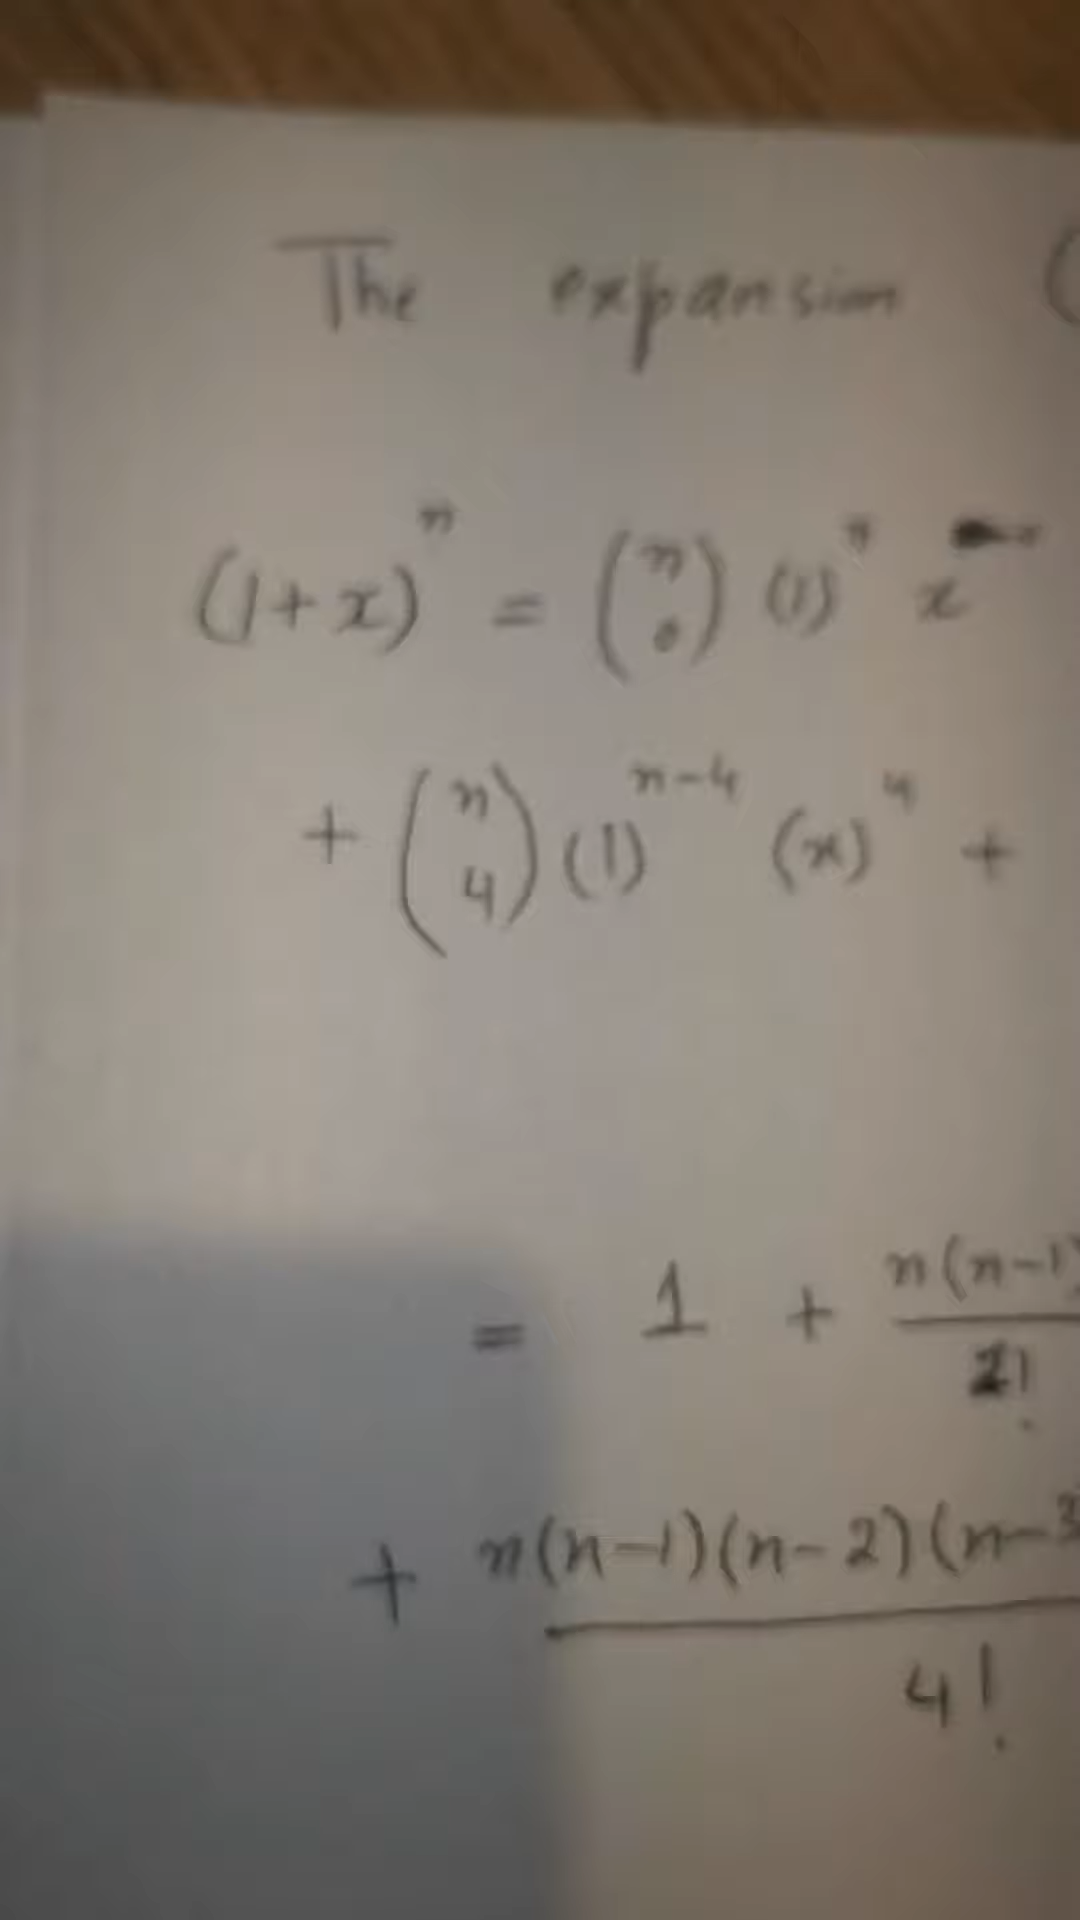 The expansion (
(1+x)^n = (n 0) (1)^n x
+ (n 4) (1)^{n-4} (x)^4 +
= 1 + n(n-1) / 2!
+ n(n-1)(n-2)(n-3 / 4!